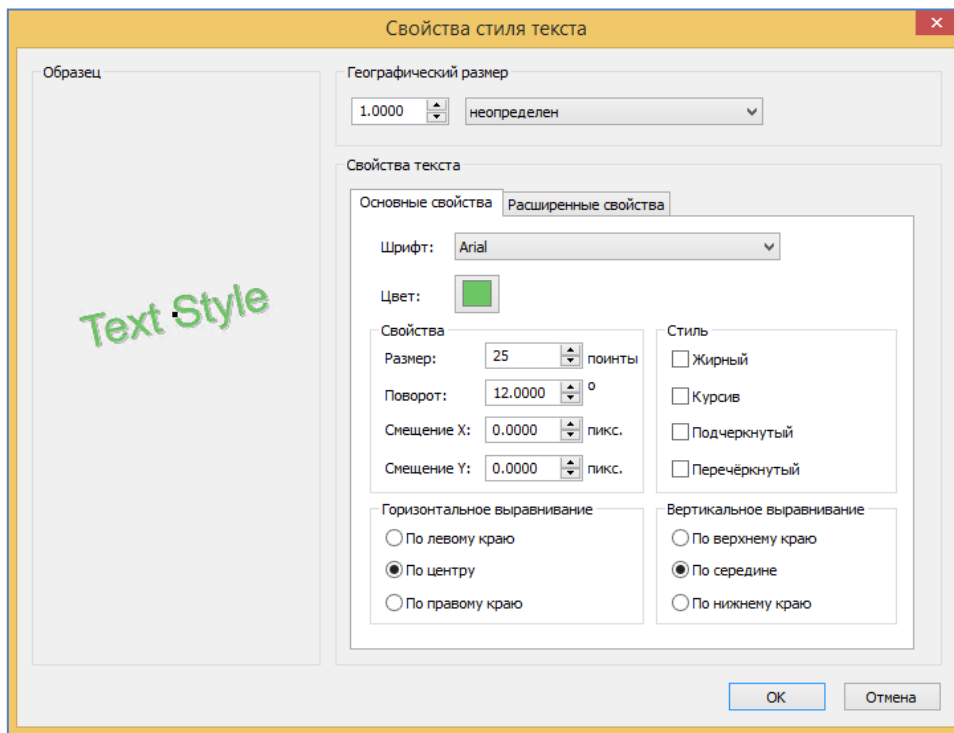 Свойства стиля текста
Образец
Text Style
Географический размер
1.0000 неопределен
Свойства текста
Основные свойства Расширенные свойства
Шрифт: Arial
Цвет:
Свойства
Размер: 25 поинты
Поворот: 12.0000 °
Смещение X: 0.0000 пикс.
Смещение Y: 0.0000 пикс.
Стиль
Жирный
Курсив
Подчеркнутый
Перечёркнутый
Горизонтальное выравнивание
По левому краю
По центру
По правому краю
Вертикальное выравнивание
По верхнему краю
По середине
По нижнему краю
OK Отмена